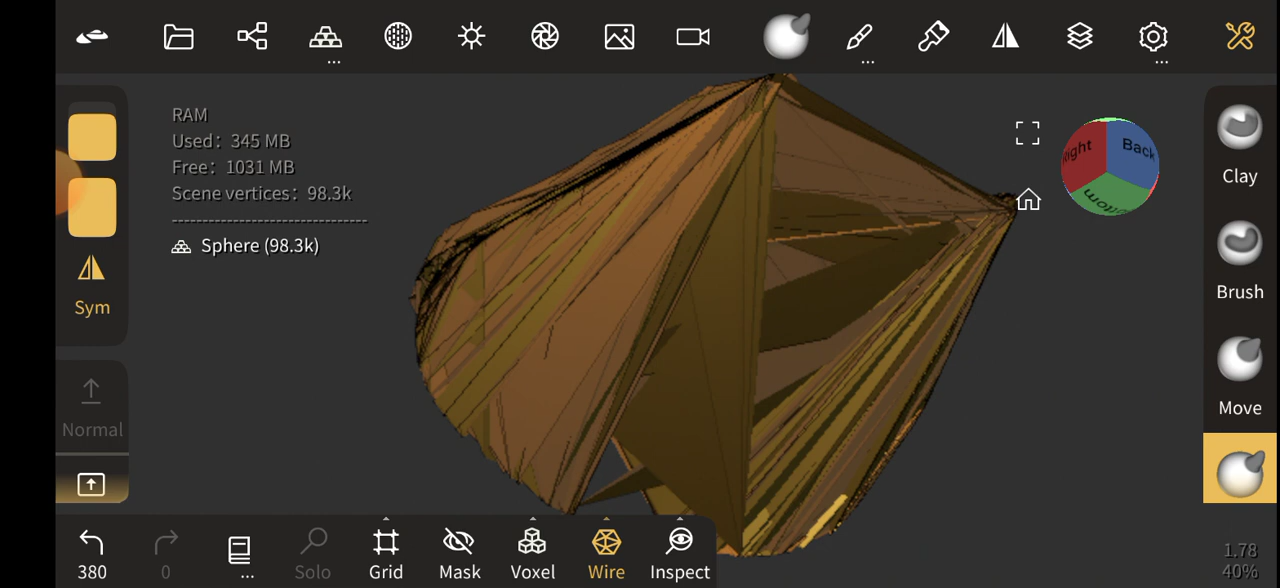 RAM
Used： 345 MB
Free： 1031 MB
Scene vertices： 98.3k
--------------------------------
Sphere (98.3k)
Sym
Normal
Right
Back
Bottom
Clay
Brush
Move
380
0
...
Solo
Grid
Mask
Voxel
Wire
Inspect
1.78
40%